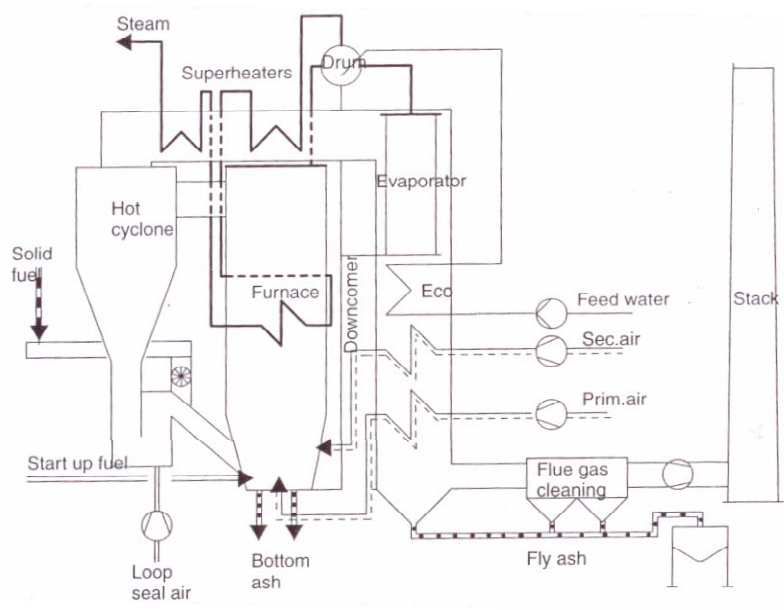 Steam
Drum
Superheaters
Evaporator
Hot
cyclone
Solid
fuel
Furnace
Downcomer
Eco
Feed water
Stack
Sec.air
Prim.air
Start up fuel
Flue gas
cleaning
Bottom
ash
Fly ash
Loop
seal air